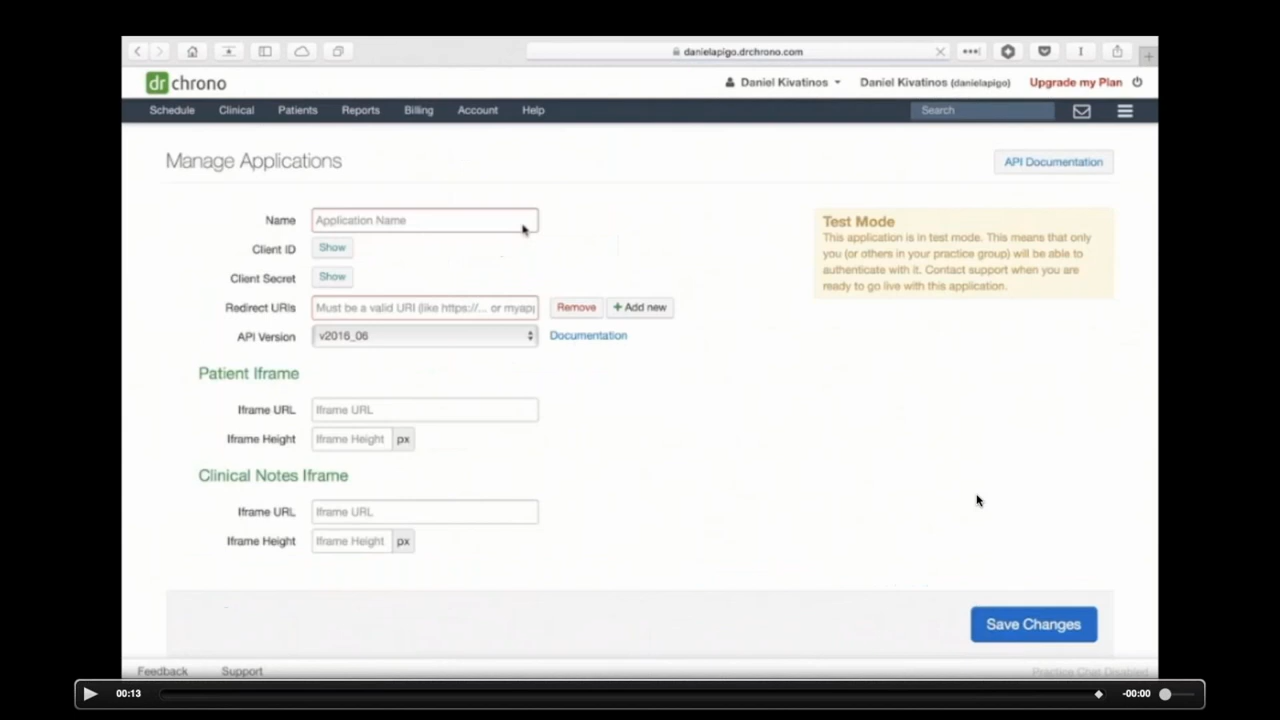 danielapigo.drchrono.com
dr chrono
Daniel Kivatinos
Daniel Kivatinos (danielapigo)
Upgrade my Plan
Schedule Clinical Patients Reports Billing Account Help
Search
Manage Applications
API Documentation
Name
Application Name
Client ID
Show
Client Secret
Show
Redirect URIs
Must be a valid URI (like https://... or myapp
Remove
+ Add new
API Version
v2016_06
Documentation
Test Mode
This application is in test mode. This means that only
you (or others in your practice group) will be able to
authenticate with it. Contact support when you are
ready to go live with this application.
Patient Iframe
Iframe URL
Iframe URL
Iframe Height
Iframe Height
px
Clinical Notes Iframe
Iframe URL
Iframe URL
Iframe Height
Iframe Height
px
Save Changes
Feedback
Support
Practice Chat Disabled
00:13
-00:00